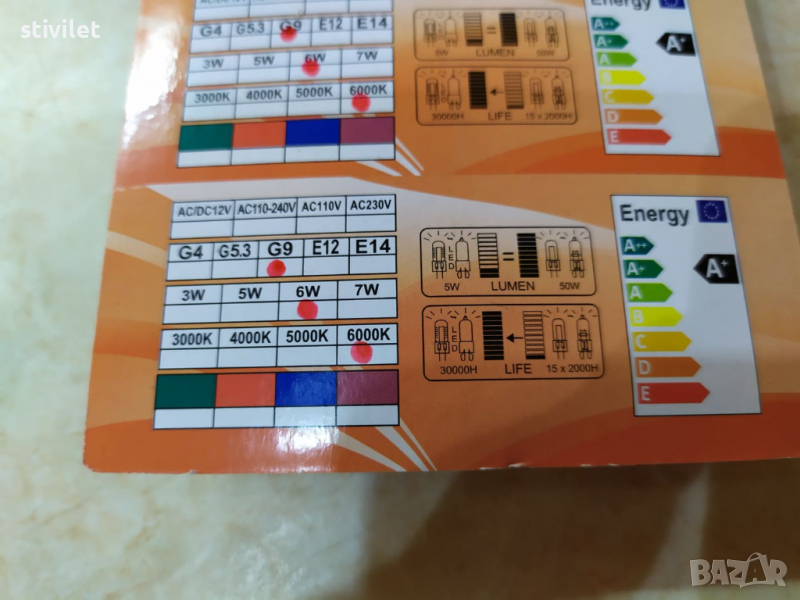 stivilet
Energy
G4 G5.3 G9 E12 E14
3W 5W 6W 7W
3000K 4000K 5000K 6000K
6W LUMEN 50W
30000H LIFE 15 x 2000H
A++
A+
A
B
C
D
E
A+
AC/DC12V AC110-240V AC110V AC230V
G4 G5.3 G9 E12 E14
3W 5W 6W 7W
3000K 4000K 5000K 6000K
LED
5W LUMEN 50W
LED
30000H LIFE 15 x 2000H
Energy
A++
A+
A
B
C
D
E
A+
BAZAR